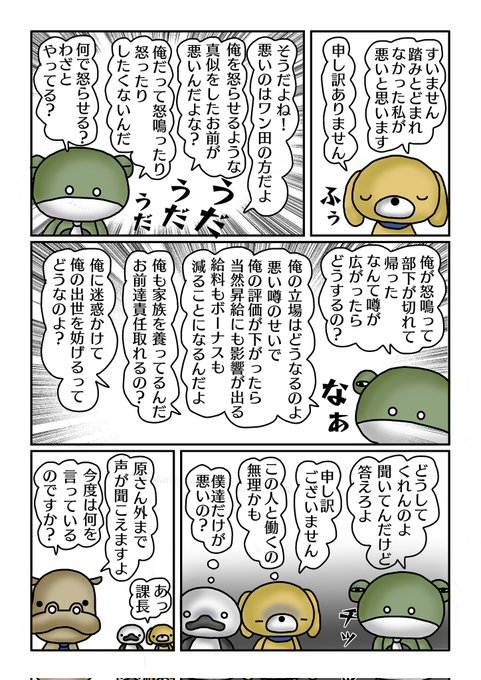 すいません
踏みとどまれ
なかった私が
悪いと思います
申し訳ありません
ふぅ
そうだよね！
悪いのはワン田の方だよ
俺を怒らせるような
真似をしたお前が
悪いんだよな？
俺だって怒鳴ったり
怒ったり
したくないんだ
何で怒らせる？
わざと
やってる？
うだ
うだ
うだ
俺が怒鳴って
部下が切れて
帰った
なんて噂が
広がったら
どうするの？
なぁ
俺の立場はどうなるのよ
悪い噂のせいで
俺の評価が下がったら
当然昇給にも影響が出る
給料もボーナスも
減ることになるんだよ
俺も家族を養ってるんだ
お前達責任取れるの？
俺に迷惑かけて
俺の出世を妨げるって
どうなのよ？
どうして
くれんのよ
聞いてんだけど
答えろよ
チッ
申し訳
ございません
この人と働くの
無理かも
僕達だけが
悪いの？
あっ
課長
原さん外まで
声が聞こえますよ
今度は何を
言っている
のですか？